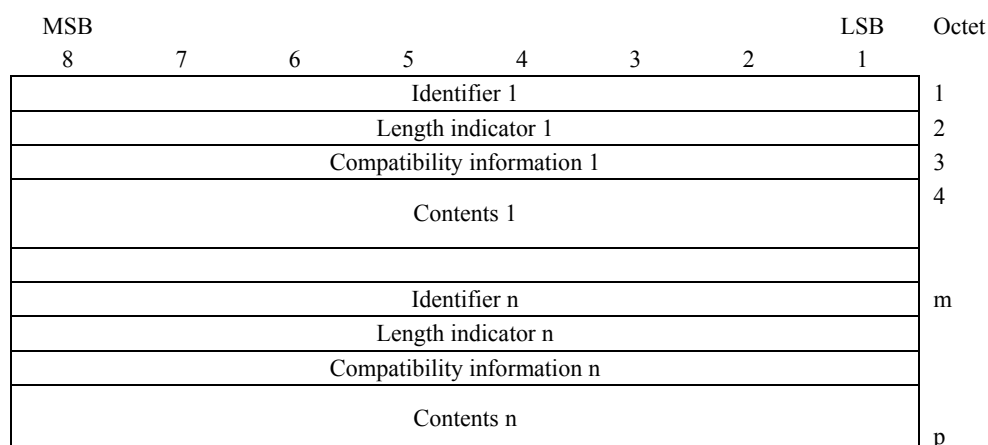 MSB LSB Octet
8 7 6 5 4 3 2 1
Identifier 1 1
Length indicator 1 2
Compatibility information 1 3
4
Contents 1
Identifier n m
Length indicator n
Compatibility information n
Contents n
p